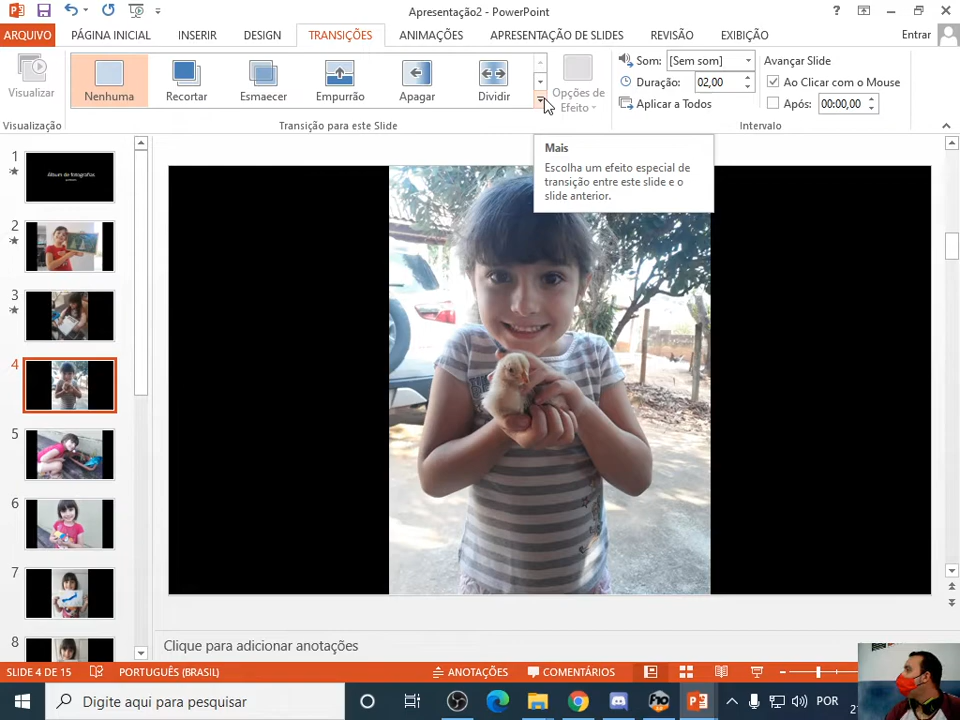 Apresentação2 - PowerPoint
ARQUIVO PÁGINA INICIAL INSERIR DESIGN TRANSIÇÕES ANIMAÇÕES APRESENTAÇÃO DE SLIDES REVISÃO EXIBIÇÃO Entrar
Visualizar
Nenhuma Recortar Esmaecer Empurrão Apagar Dividir
Opções de
Efeito
Som: [Sem som]
Duração: 02,00
Aplicar a Todos
Avançar Slide
Ao Clicar com o Mouse
Após: 00:00,00
Visualização Transição para este Slide Intervalo
Mais
Escolha um efeito especial de
transição entre este slide e o
slide anterior.
1
Álbum de fotografias
2
3
4
5
6
7
8
Clique para adicionar anotações
SLIDE 4 DE 15 PORTUGUÊS (BRASIL) ANOTAÇÕES COMENTÁRIOS
Digite aqui para pesquisar
POR